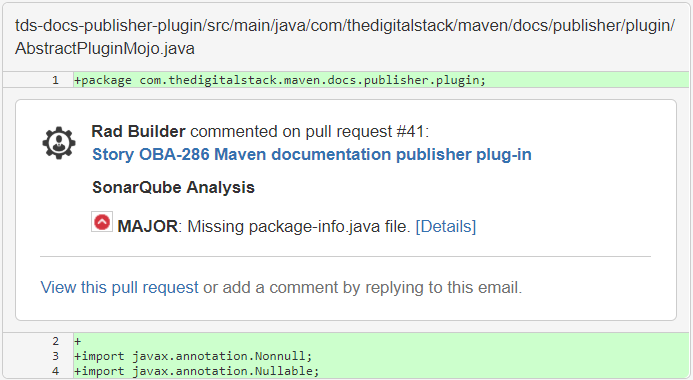 tds-docs-publisher-plugin/src/main/java/com/thedigitalstack/maven/docs/publisher/plugin/
AbstractPluginMojo.java
1 +package com.thedigitalstack.maven.docs.publisher.plugin;
Rad Builder commented on pull request #41:
Story OBA-286 Maven documentation publisher plug-in
SonarQube Analysis
MAJOR: Missing package-info.java file. [Details]
View this pull request or add a comment by replying to this email.
2 +
3 +import javax.annotation.Nonnull;
4 +import javax.annotation.Nullable;